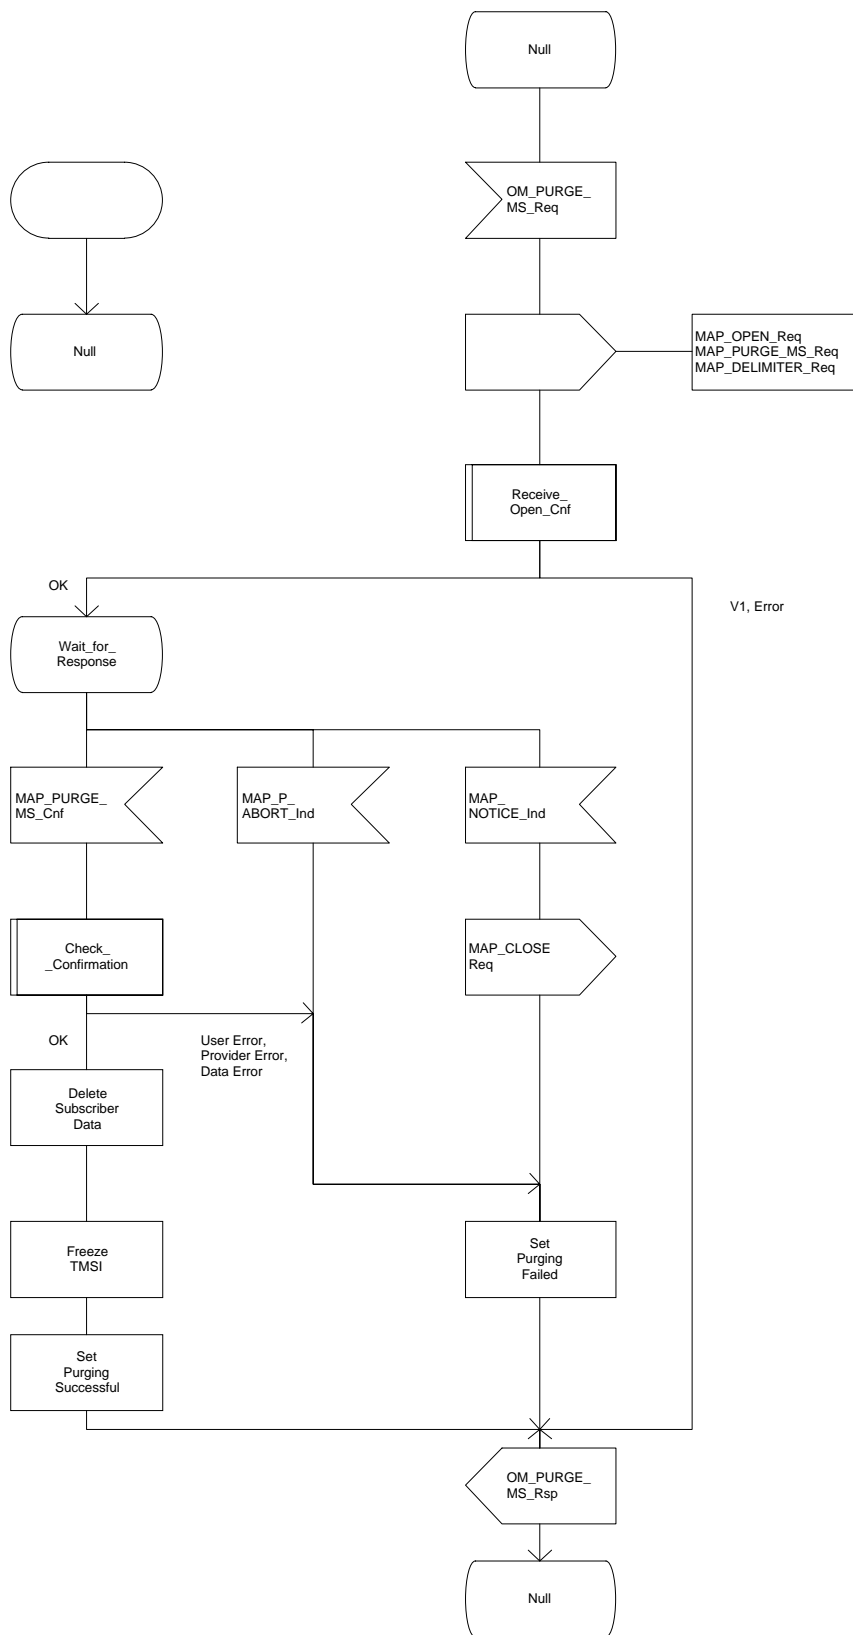 Null
OM_PURGE_
MS_Req
Null
MAP_OPEN_Req
MAP_PURGE_MS_Req
MAP_DELIMITER_Req
Receive_
Open_Cnf
OK
V1, Error
Wait_for_
Response
MAP_PURGE_
MS_Cnf
MAP_P_
ABORT_Ind
MAP_
NOTICE_Ind
Check_
_Confirmation
MAP_CLOSE
Req
OK
User Error,
Provider Error,
Data Error
Delete
Subscriber
Data
Freeze
TMSI
Set
Purging
Failed
Set
Purging
Successful
OM_PURGE_
MS_Rsp
Null